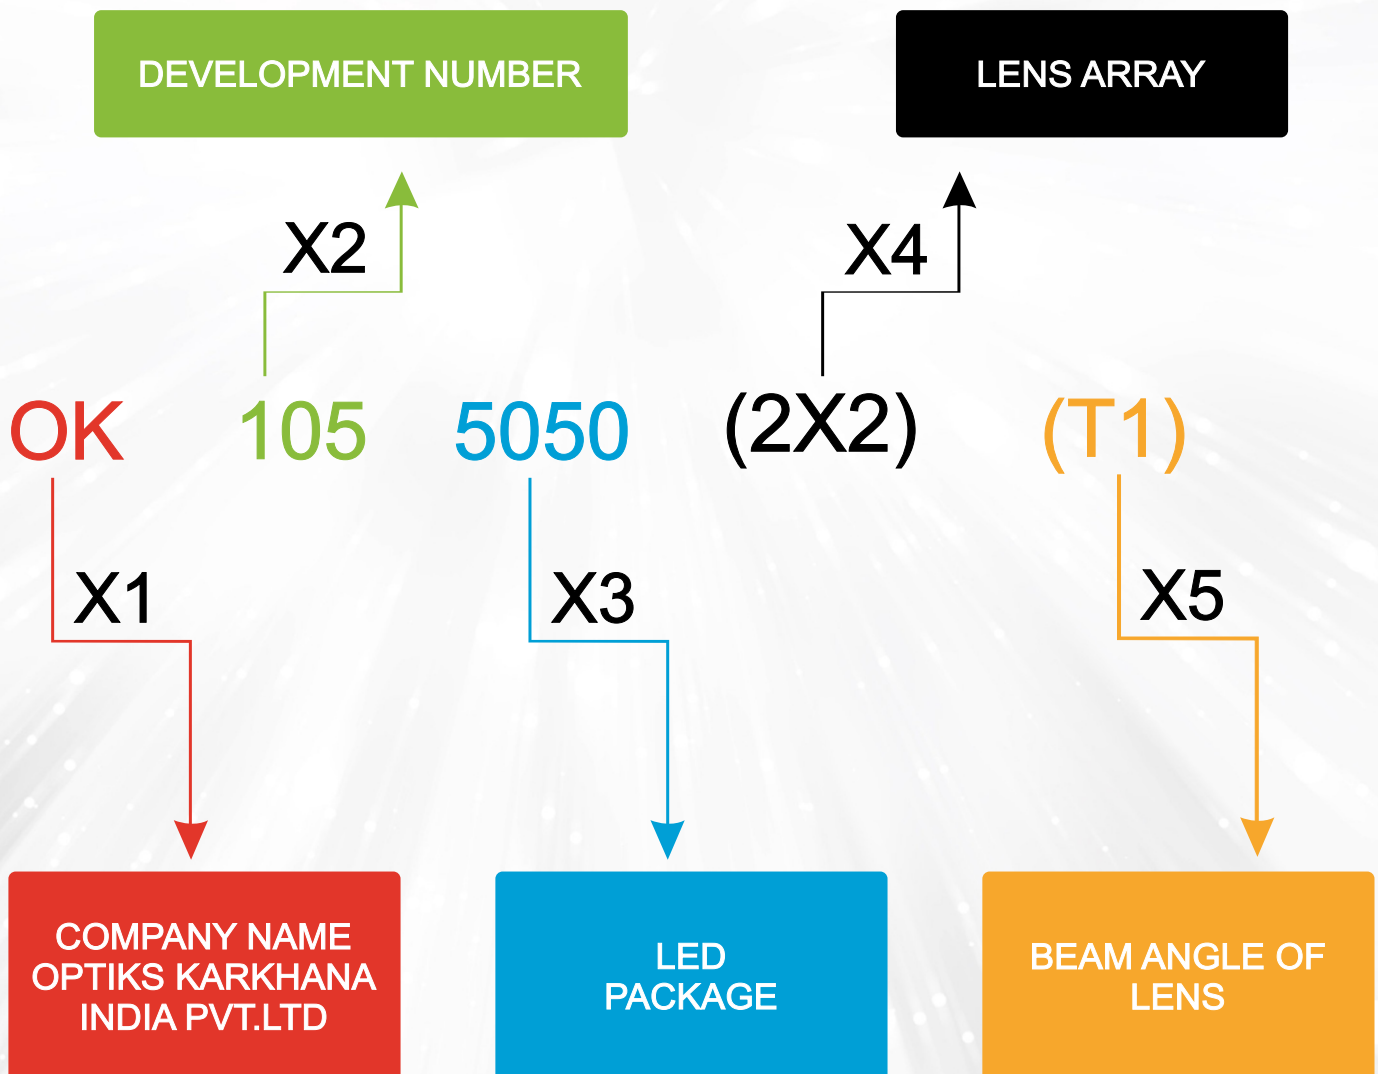 DEVELOPMENT NUMBER
LENS ARRAY
X2
X4
OK 105 5050 (2X2) (T1)
X1
X3
X5
COMPANY NAME
OPTIKS KARKHANA
INDIA PVT.LTD
LED
PACKAGE
BEAM ANGLE OF
LENS